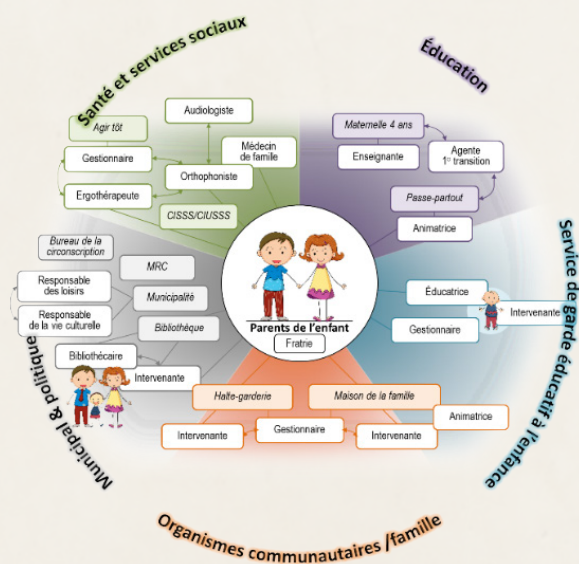 Santé et services sociaux
Audiologiste
Agir tôt
Médecin
de famille
Gestionnaire
Orthophoniste
Ergothérapeute
CISSS/CIUSSS
Éducation
Maternelle 4 ans
Enseignante
Agente
1re transition
Passe-partout
Animatrice
Service de garde éducatif à l'enfance
Éducatrice
Intervenante
Gestionnaire
Parents de l'enfant
Fratrie
Municipal & politique
Bureau de la
circonscription
MRC
Responsable
des loisirs
Municipalité
Responsable
de la vie culturelle
Bibliothèque
Bibliothécaire
Intervenante
Halte-garderie
Maison de la famille
Animatrice
Intervenante
Gestionnaire
Intervenante
Organismes communautaires /famille